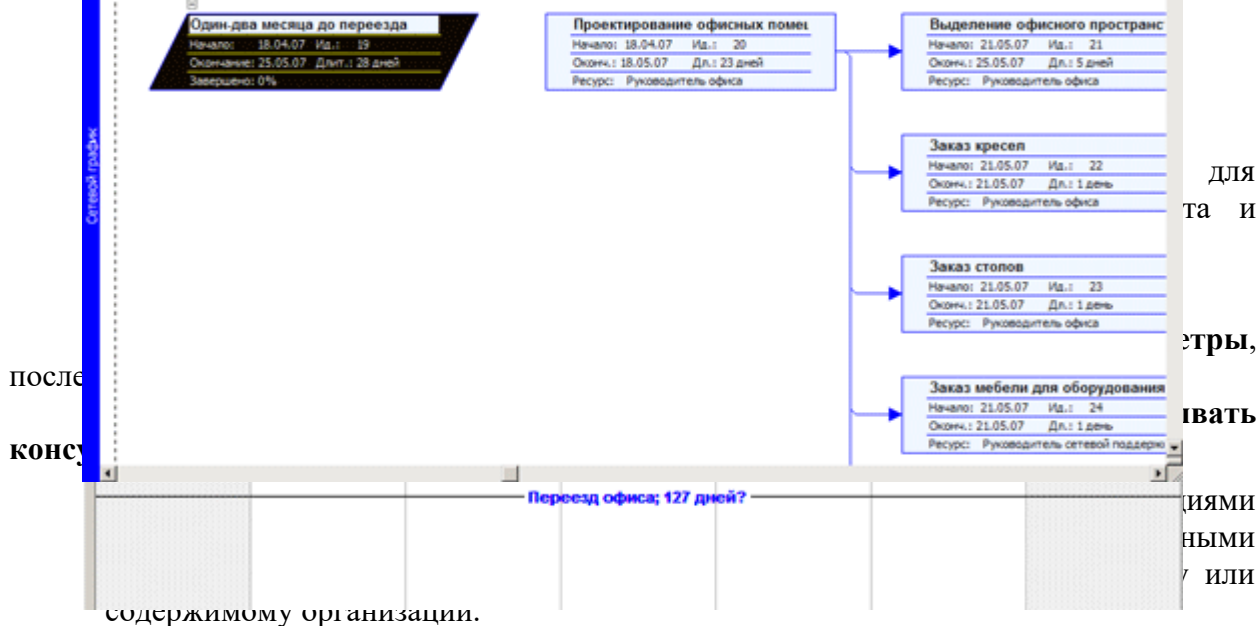 Сетевой график
Один-два месяца до переезда
Начало: 18.04.07 Ид.: 19
Окончание: 25.05.07 Длит.: 28 дней
Завершено: 0%
Проектирование офисных помещ
Начало: 18.04.07 Ид.: 20
Оконч.: 18.05.07 Дл.: 23 дней
Ресурс: Руководитель офиса
Выделение офисного пространст
Начало: 21.05.07 Ид.: 21
Оконч.: 25.05.07 Дл.: 5 дней
Ресурс: Руководитель офиса
Заказ кресел
Начало: 21.05.07 Ид.: 22
Оконч.: 21.05.07 Дл.: 1 день
Ресурс: Руководитель офиса
Заказ столов
Начало: 21.05.07 Ид.: 23
Оконч.: 21.05.07 Дл.: 1 день
Ресурс: Руководитель офиса
Заказ мебели для оборудования
Начало: 21.05.07 Ид.: 24
Оконч.: 21.05.07 Дл.: 1 день
Ресурс: Руководитель сетевой поддерж
для
та и
етры,
после
ивать
консу
Переезд офиса; 127 дней?
циями
ными
или
содержимому организации.